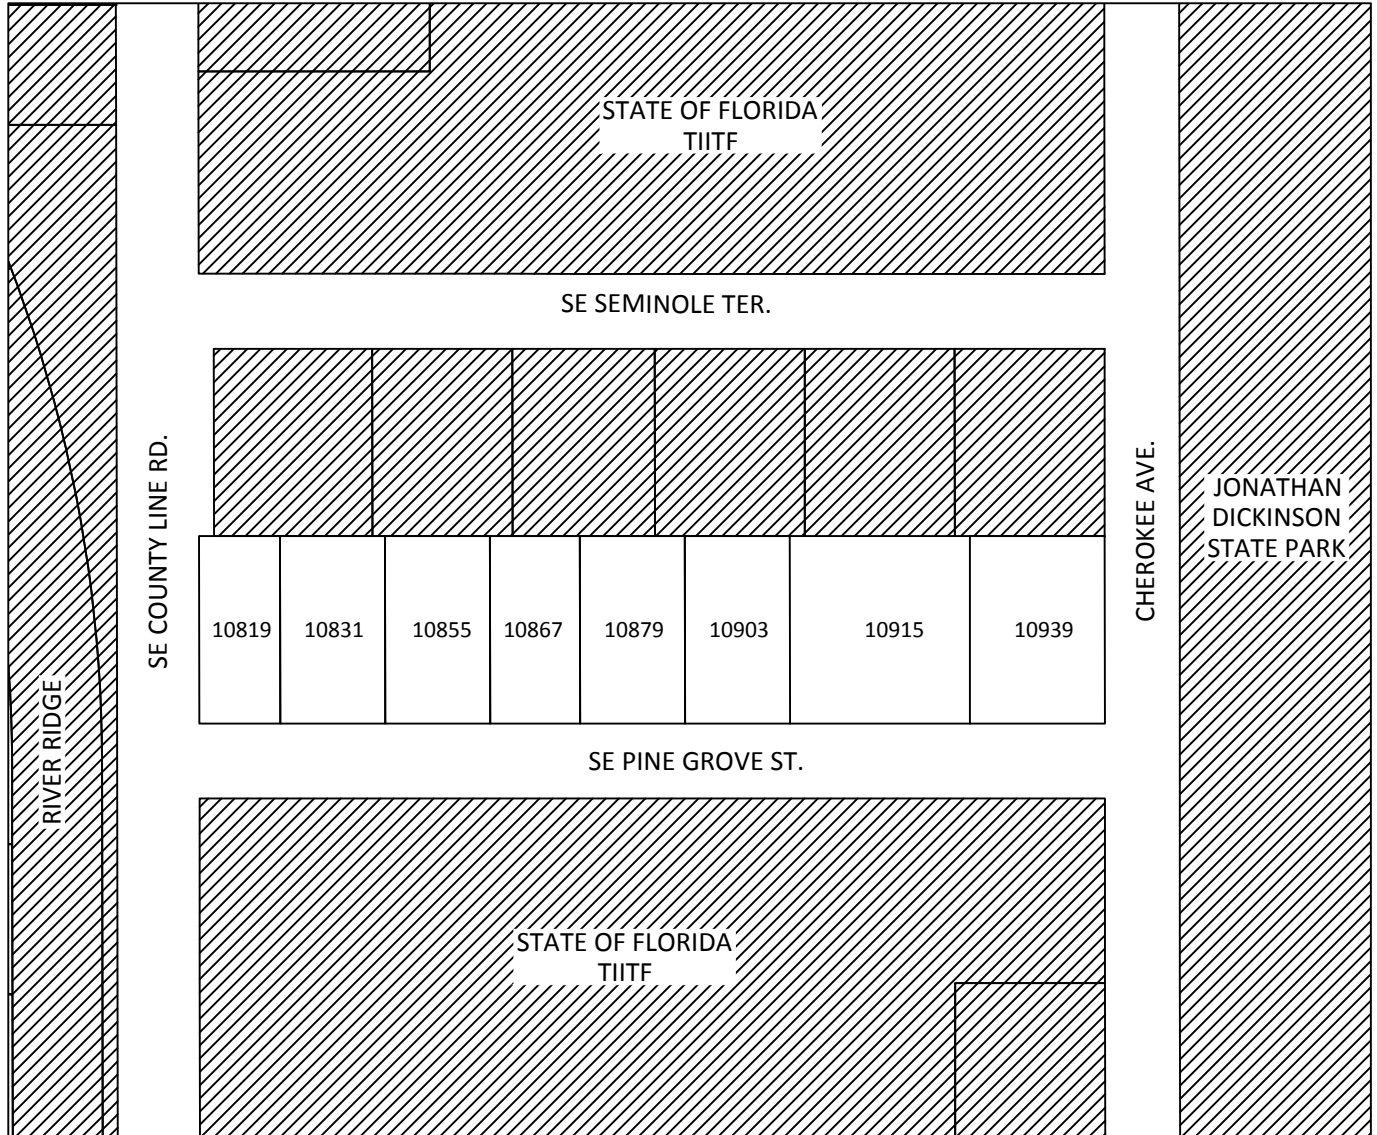 STATE OF FLORIDA
TIITF
SE SEMINOLE TER.
SE COUNTY LINE RD.
CHEROKEE AVE.
JONATHAN
DICKINSON
STATE PARK
10819 10831 10855 10867 10879 10903 10915 10939
RIVER RIDGE
SE PINE GROVE ST.
STATE OF FLORIDA
TIITF